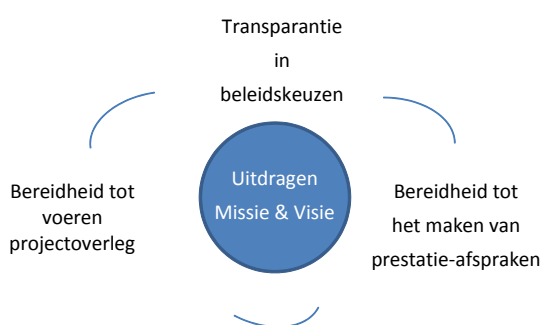 Transparantie
in
beleidskeuzen
Uitdragen
Missie & Visie
Bereidheid tot
voeren
projectoverleg
Bereidheid tot
het maken van
prestatie-afspraken